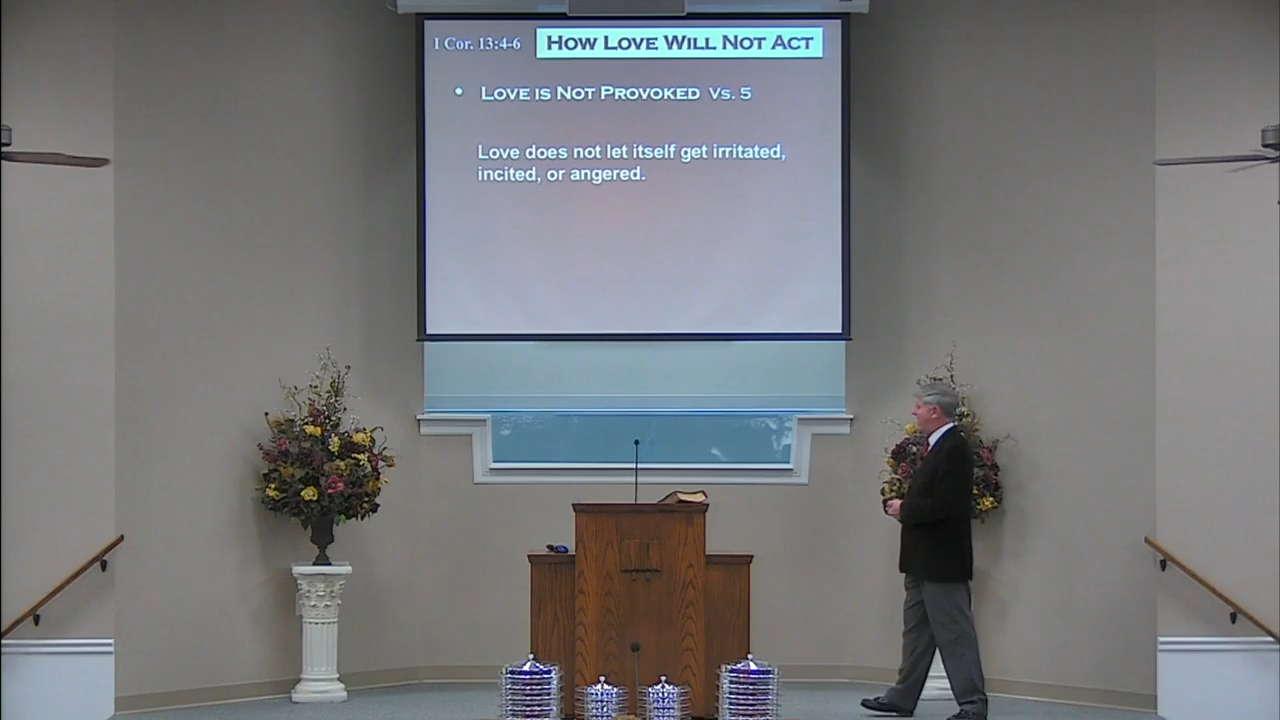 I Cor. 13:4-6 HOW LOVE WILL NOT ACT
• LOVE IS NOT PROVOKED VS. 5
Love does not let itself get irritated,
incited, or angered.